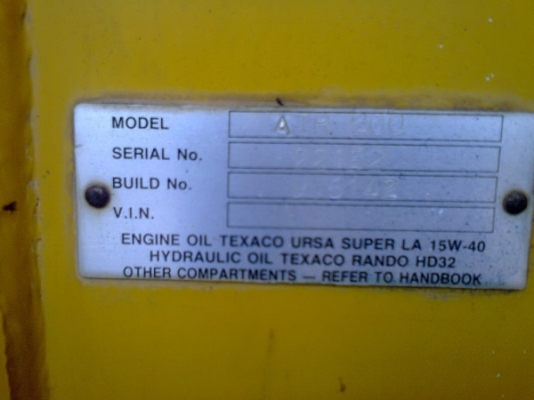 MODEL
SERIAL No.
BUILD No.
V.I.N.
ENGINE OIL TEXACO URSA SUPER LA 15W-40
HYDRAULIC OIL TEXACO RANDO HD32
OTHER COMPARTMENTS — REFER TO HANDBOOK